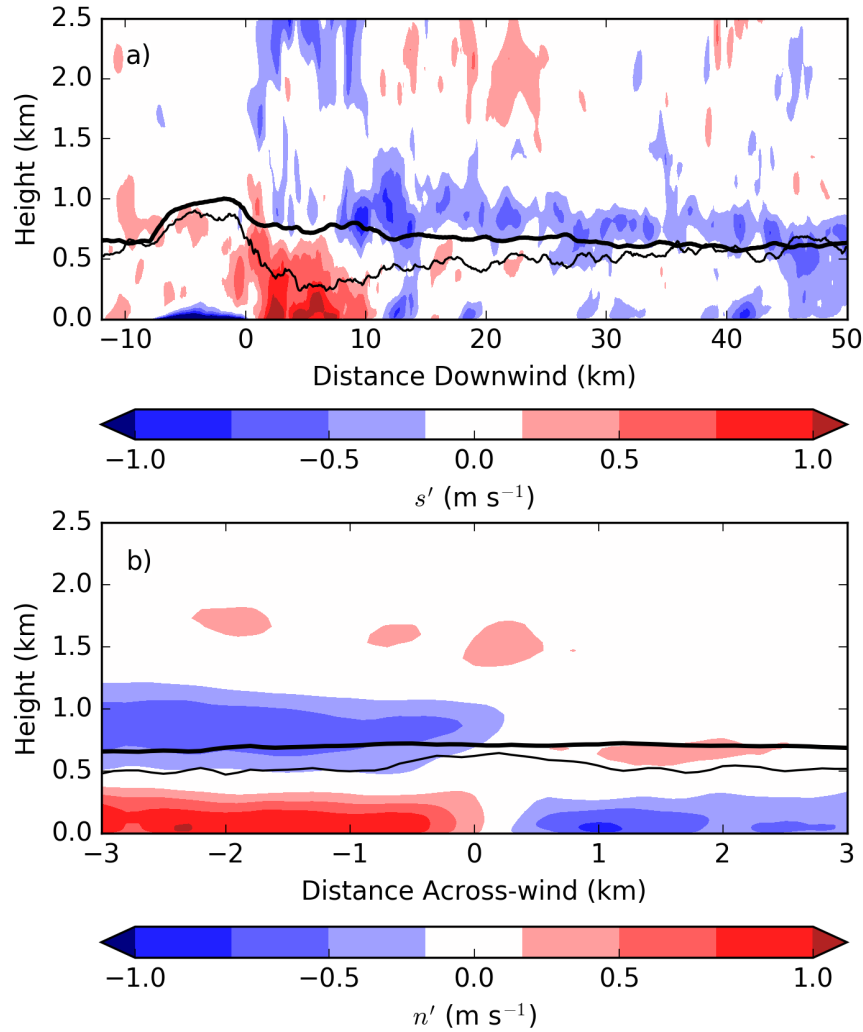 a)
Height (km)
2.5
2.0
1.5
1.0
0.5
0.0
−10 0 10 20 30 40 50
Distance Downwind (km)
−1.0 −0.5 0.0 0.5 1.0
s′ (m s⁻¹)
b)
Height (km)
2.5
2.0
1.5
1.0
0.5
0.0
−3 −2 −1 0 1 2 3
Distance Across-wind (km)
−1.0 −0.5 0.0 0.5 1.0
n′ (m s⁻¹)